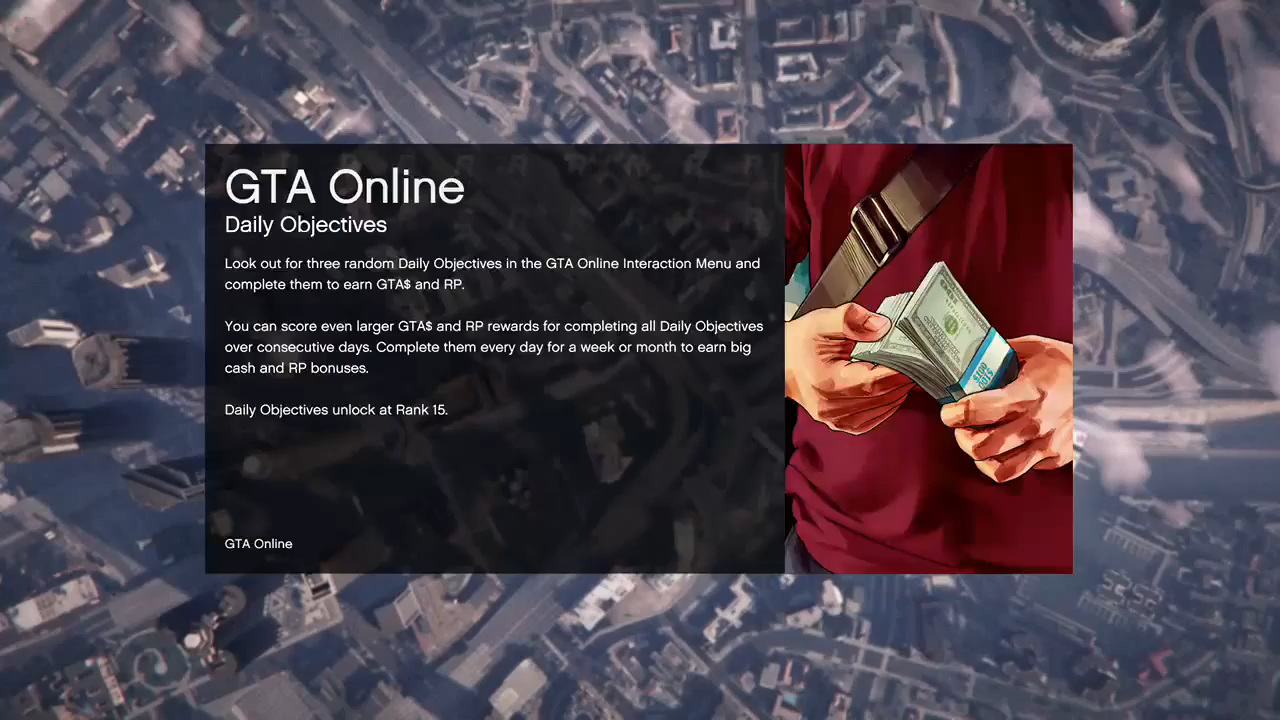 GTA Online
Daily Objectives
Look out for three random Daily Objectives in the GTA Online Interaction Menu and
complete them to earn GTA$ and RP.
You can score even larger GTA$ and RP rewards for completing all Daily Objectives
over consecutive days. Complete them every day for a week or month to earn big
cash and RP bonuses.
Daily Objectives unlock at Rank 15.
GTA Online